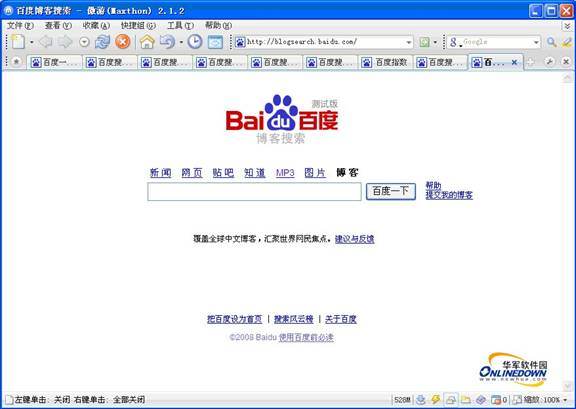 百度博客搜索 - 傲游(Maxthon) 2.1.2
文件(F) 查看(V) 收藏(A) 快捷组(G) 工具(T) 帮助(H)
http://blogsearch.baidu.com/ Google
百度一... 百度搜... 百度搜... 百度搜... 百度搜... 百度搜... 百度指数 百度搜... 百...
测试版
Bai du 百度
博客搜索
新闻 网页 贴吧 知道 MP3 图片 博客
百度一下 帮助
提交我的博客
覆盖全球中文博客，汇聚世界网民焦点。建议与反馈
把百度设为首页 | 搜索风云榜 | 关于百度
©2008 Baidu 使用百度前必读
华军软件园
ONLINEDOWN
www.newhua.com
左键单击: 关闭 右键单击: 全部关闭 528M 0 缩放:100%